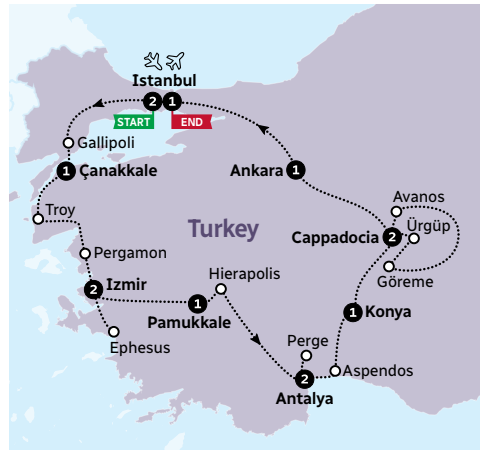 Istanbul
2 1
START END
Gallipoli
1 Çanakkale
Troy
Pergamon
2 Izmir
Ephesus
1
Pamukkale
Hierapolis
Turkey
Perge
2
Antalya
Aspendos
1 Konya
Cappadocia 2
Avanos
Ürgüp
Göreme
Ankara 1